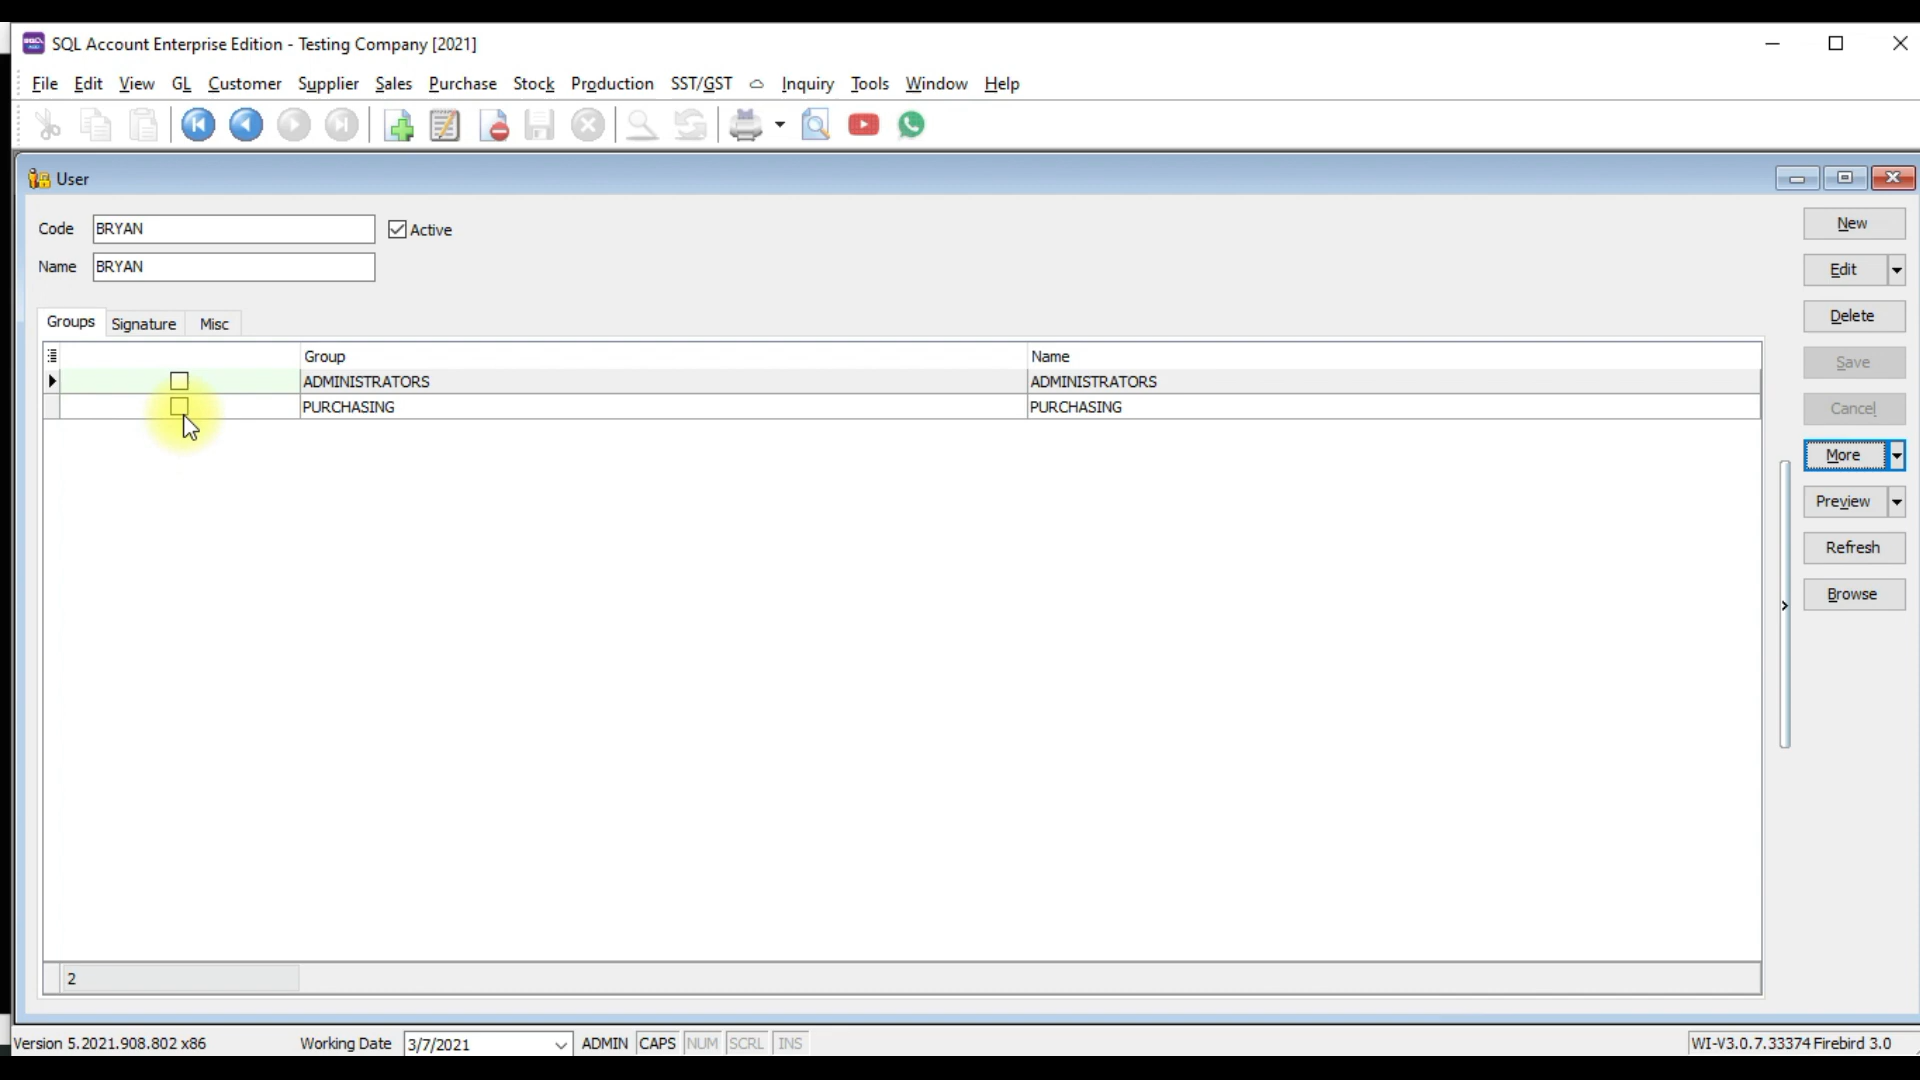 SQL Account Enterprise Edition - Testing Company [2021]
File Edit View GL Customer Supplier Sales Purchase Stock Production SST/GST Inquiry Tools Window Help
User
Code BRYAN Active
Name BRYAN
Groups Signature Misc
Group Name
ADMINISTRATORS ADMINISTRATORS
PURCHASING PURCHASING
2
New
Edit
Delete
Save
Cancel
More
Preview
Refresh
Browse
Version 5.2021.908.802 x86 Working Date 3/7/2021 ADMIN CAPS NUM SCRL INS WI-V3.0.7.33374 Firebird 3.0